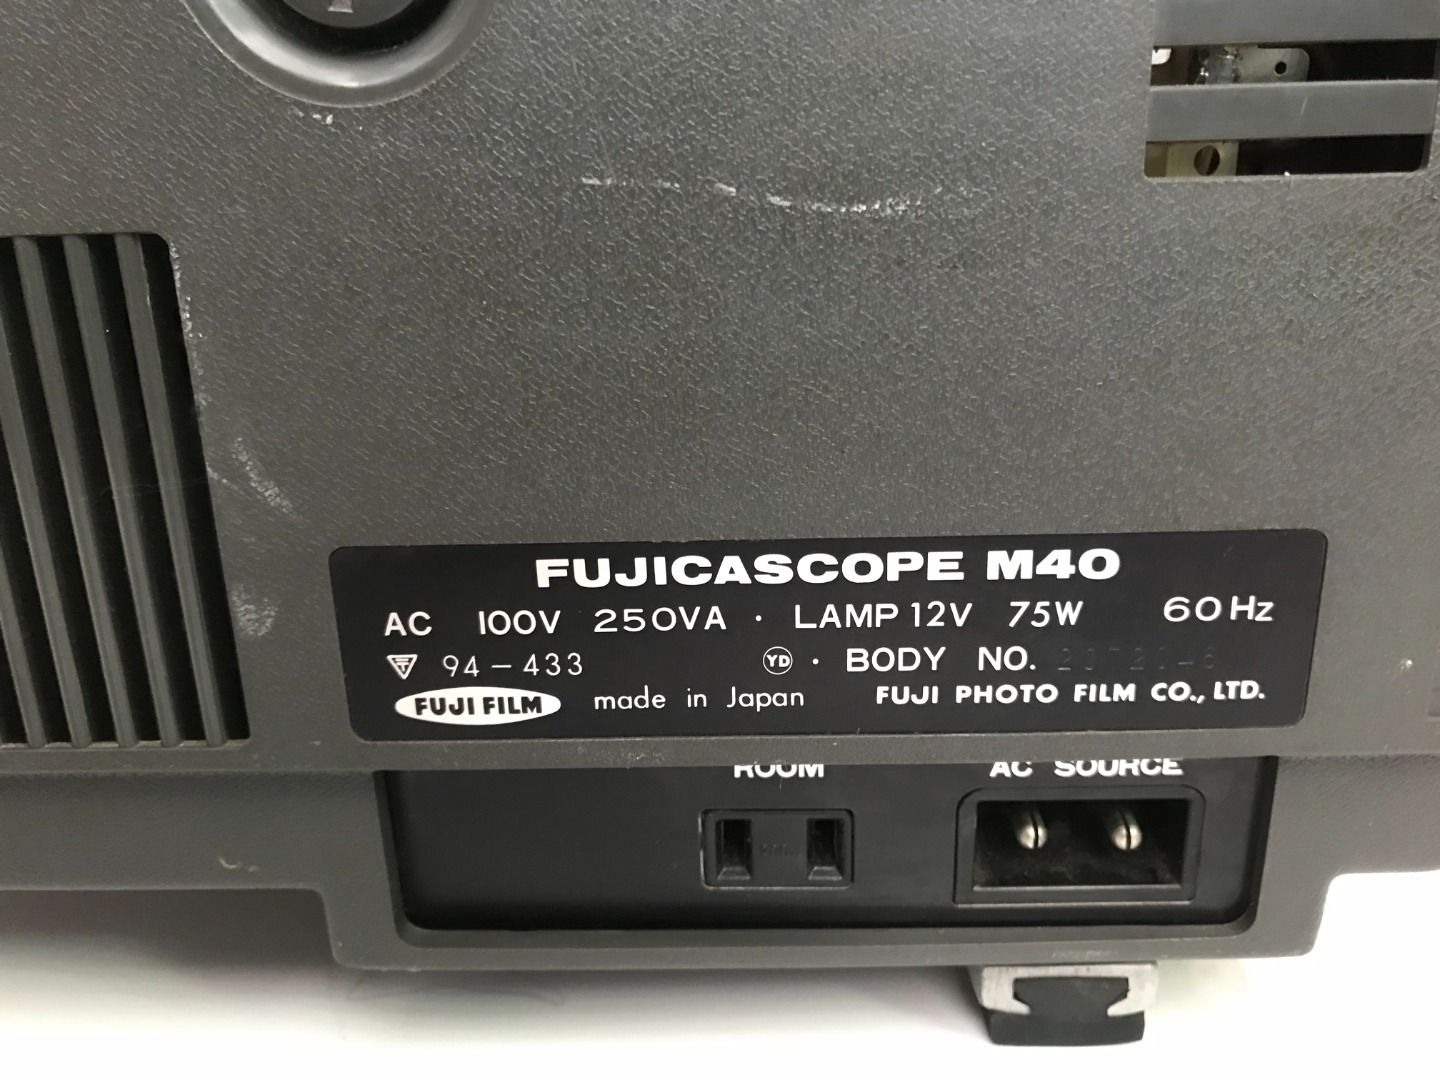 FUJICASCOPE M40
AC 100V 250VA · LAMP 12V 75W 60Hz
94-433 YD · BODY NO.
FUJI FILM made in Japan FUJI PHOTO FILM CO., LTD.
ROOM AC SOURCE